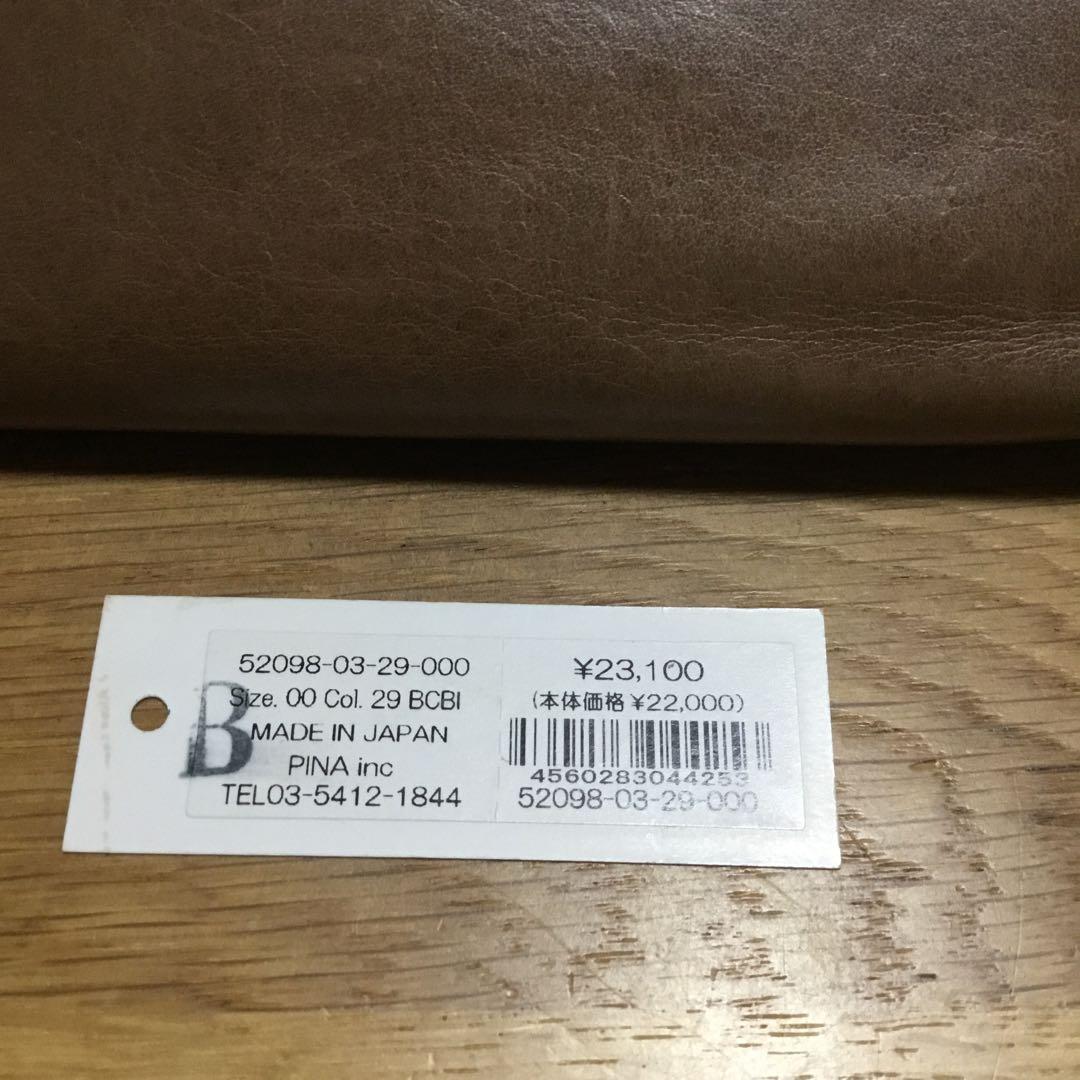 52098-03-29-000
Size. 00 Col. 29 BCBI
B
MADE IN JAPAN
PINA inc
TEL03-5412-1844
¥23,100
(本体価格 ¥22,000)
4560283044253
52098-03-29-000